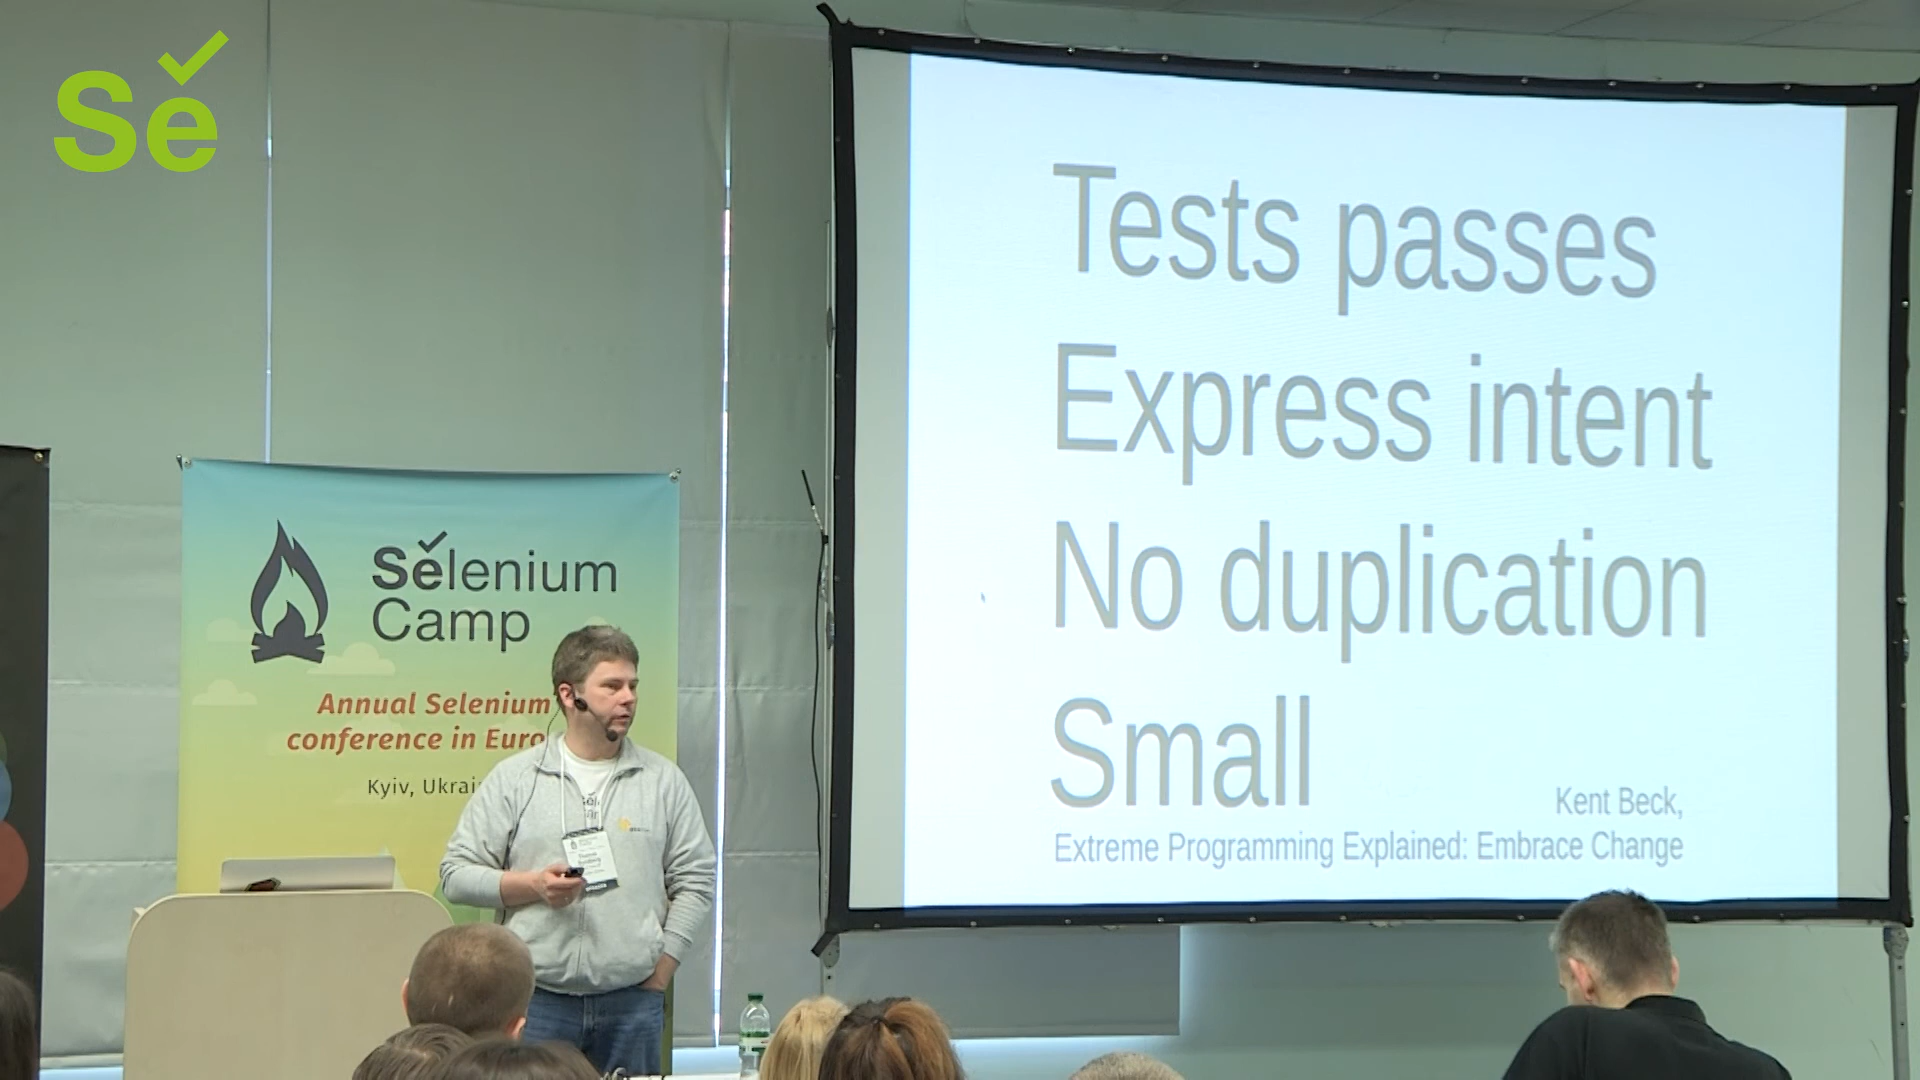 Se
Selenium
Camp
Annual Selenium
conference in Euro
Kyiv, Ukrai
Tests passes
Express intent
No duplication
Small
Kent Beck,
Extreme Programming Explained: Embrace Change